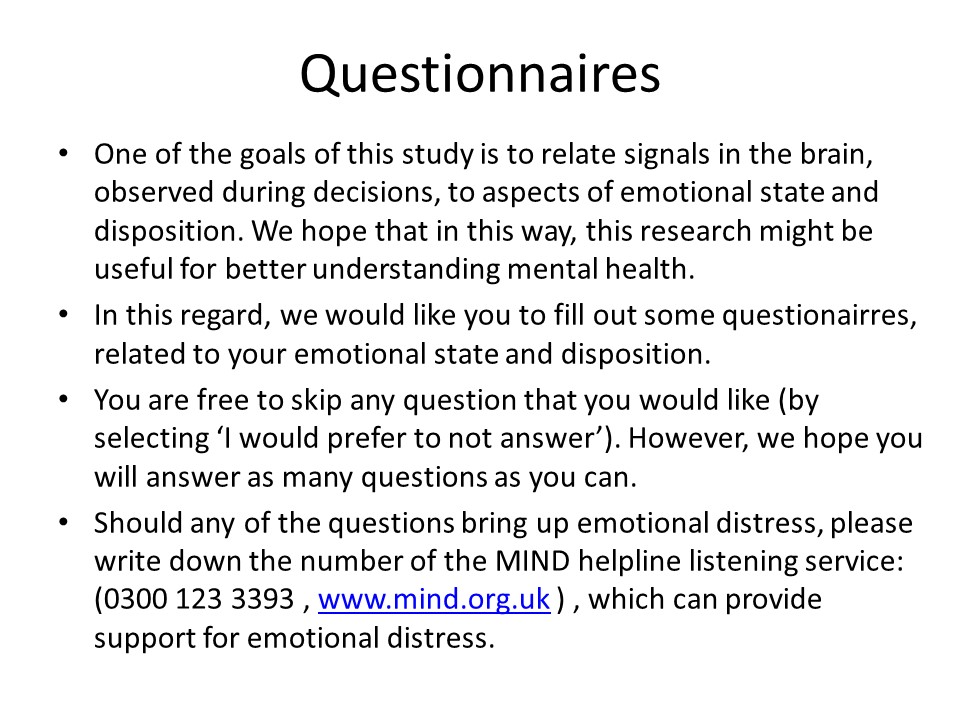 Questionnaires
• One of the goals of this study is to relate signals in the brain,
observed during decisions, to aspects of emotional state and
disposition. We hope that in this way, this research might be
useful for better understanding mental health.
• In this regard, we would like you to fill out some questionairres,
related to your emotional state and disposition.
• You are free to skip any question that you would like (by
selecting ‘I would prefer to not answer’). However, we hope you
will answer as many questions as you can.
• Should any of the questions bring up emotional distress, please
write down the number of the MIND helpline listening service:
(0300 123 3393 , www.mind.org.uk ) , which can provide
support for emotional distress.